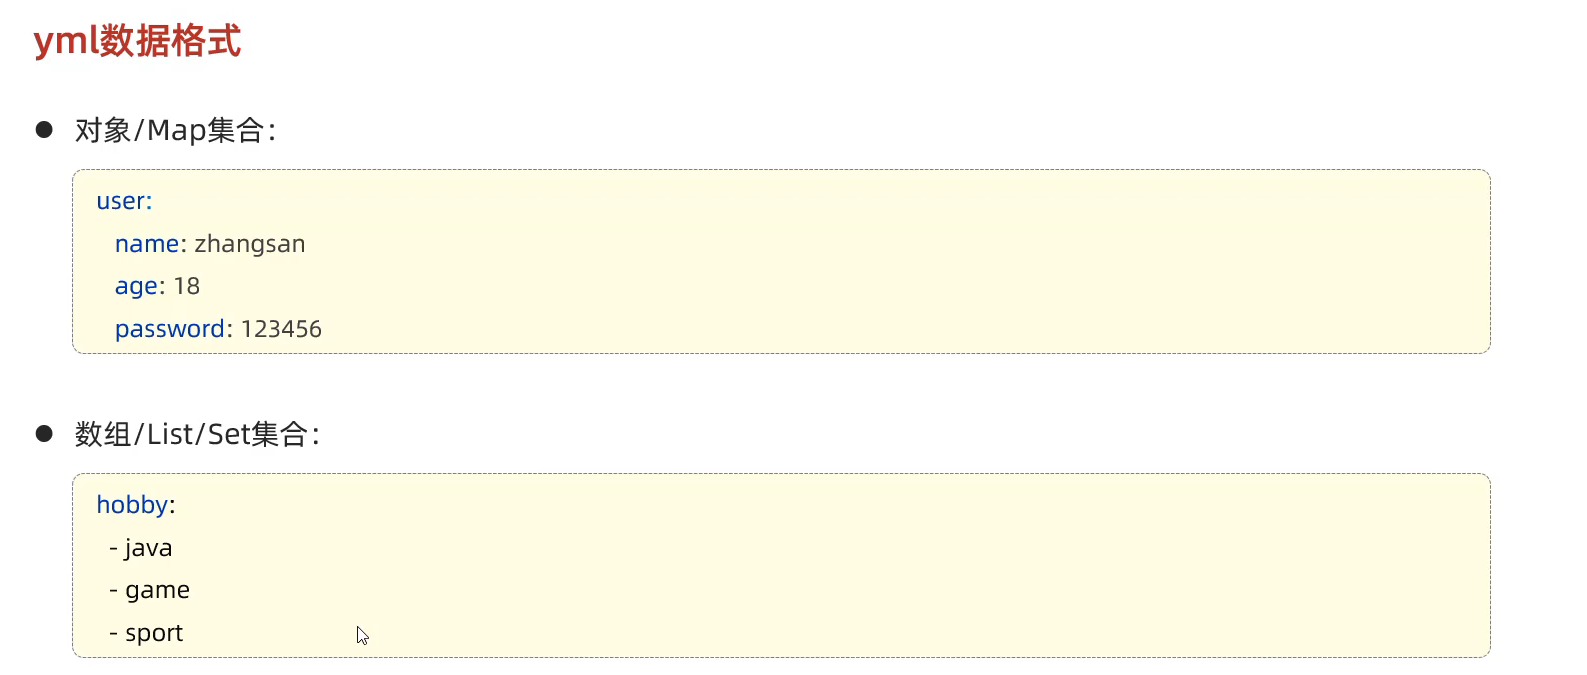 yml数据格式
对象/Map集合：
user:
name: zhangsan
age: 18
password: 123456
数组/List/Set集合：
hobby:
- java
- game
- sport